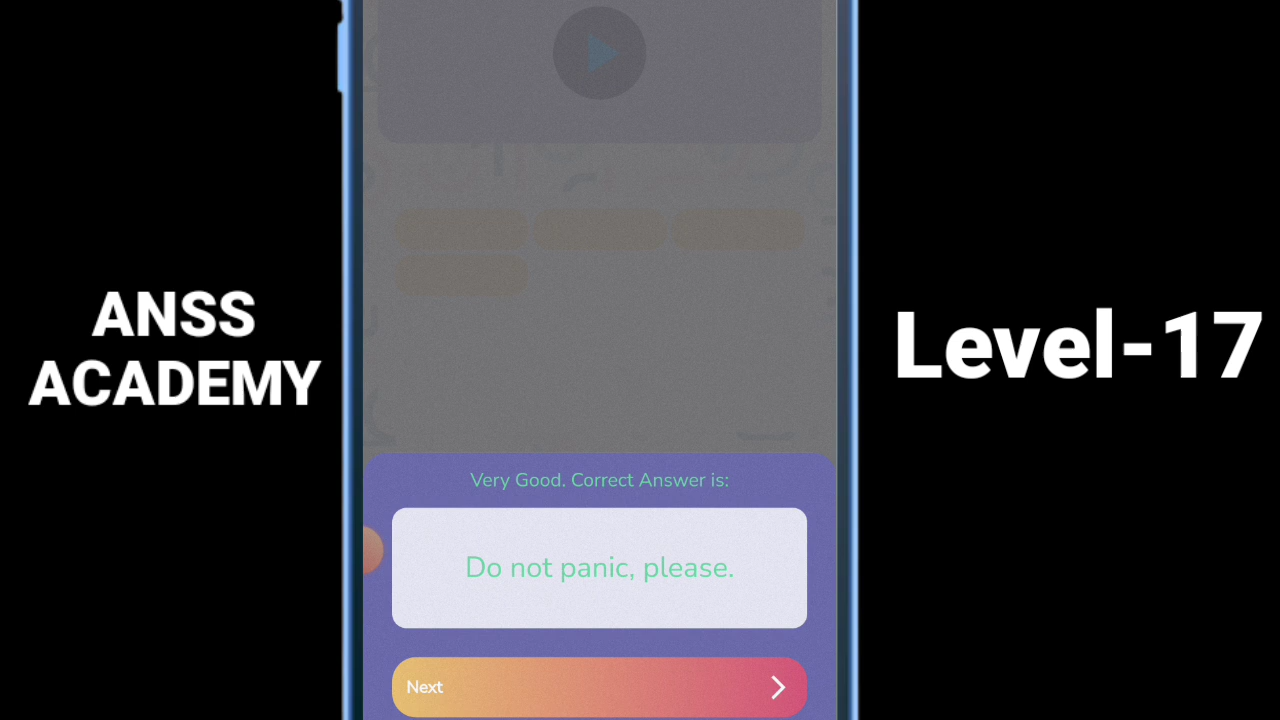 ANSS
ACADEMY
Level-17
Very Good. Correct Answer is:
Do not panic, please.
Next